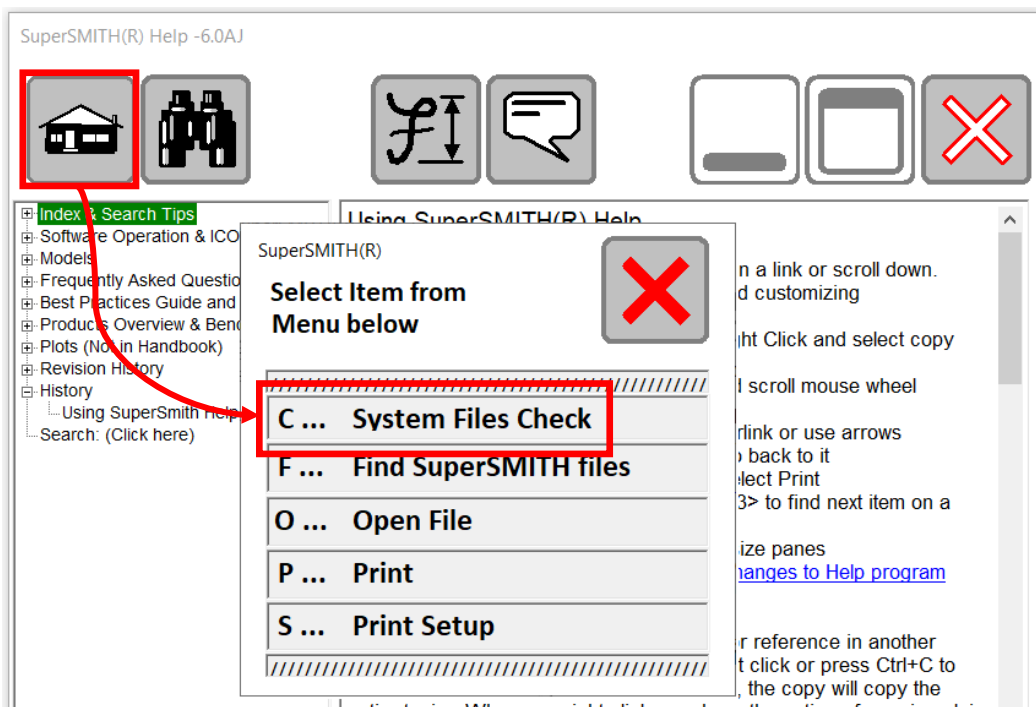 SuperSMITH(R) Help -6.0AJ
Index & Search Tips
Software Operation & ICO
Models
Frequently Asked Questio
Best Practices Guide and
Products Overview & Ben
Plots (Not in Handbook)
Revision History
History
Using SuperSmith Help
Search: (Click here)
Using SuperSMITH(R) Help
SuperSMITH(R)
Select Item from
Menu below
C ... System Files Check
F ... Find SuperSMITH files
O ... Open File
P ... Print
S ... Print Setup
n a link or scroll down.
d customizing
ht Click and select copy
scroll mouse wheel
rlink or use arrows
back to it
lect Print
3> to find next item on a
ize panes
hanges to Help program
r reference in another
t click or press Ctrl+C to
, the copy will copy the